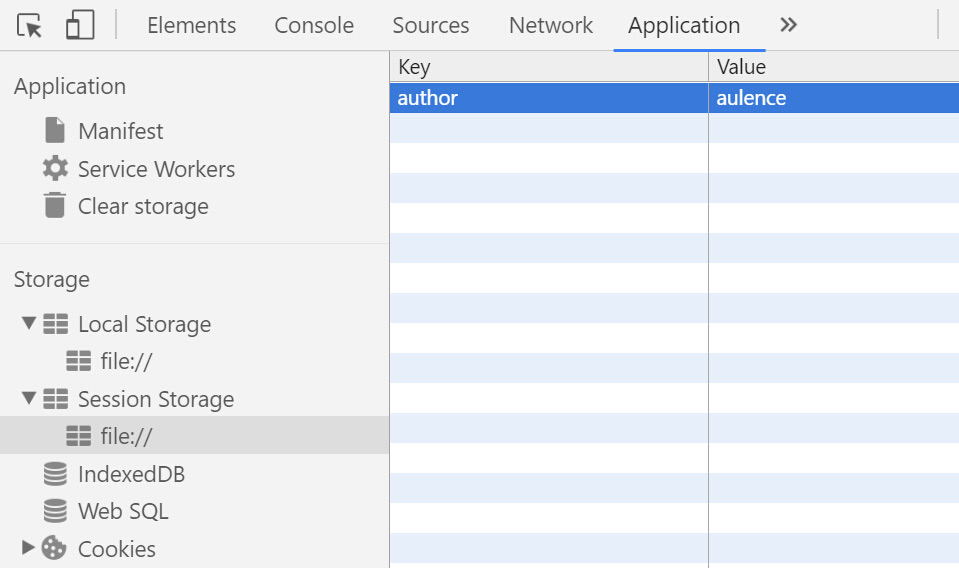 Elements Console Sources Network Application »
Application
Manifest
Service Workers
Clear storage
Storage
Local Storage
file://
Session Storage
file://
IndexedDB
Web SQL
Cookies
Key Value
author aulence